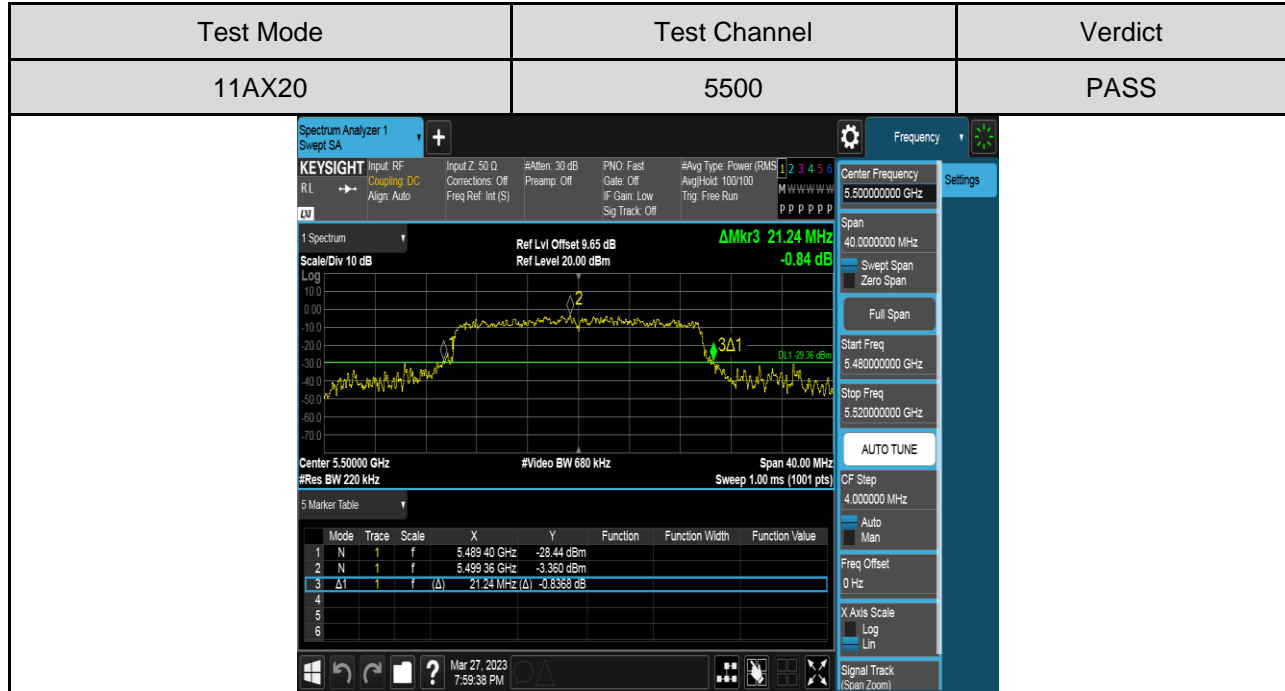 Test Mode Test Channel Verdict
11AX20 5500 PASS
Spectrum Analyzer 1
Swept SA
+
Frequency
KEYSIGHT Input: RF Input Z: 50 Ω #Atten: 30 dB PNO: Fast #Avg Type: Power (RMS 1 2 3 4 5 6
RL Coupling: DC Corrections: Off Preamp: Off Gate: Off Avg|Hold: 100/100 M W W W W W
Align: Auto Freq Ref: Int (S) IF Gain: Low Trig: Free Run
LXI Sig Track: Off P P P P P P
Center Frequency
5.500000000 GHz
Settings
1 Spectrum
Ref Lvl Offset 9.65 dB
ΔMkr3 21.24 MHz
Scale/Div 10 dB Ref Level 20.00 dBm -0.84 dB
Log
10.0
0.00
-10.0
-20.0
-30.0
-40.0
-50.0
-60.0
-70.0
1
2
3Δ1
DL1 -29.36 dBm
Center 5.50000 GHz #Video BW 680 kHz Span 40.00 MHz
#Res BW 220 kHz Sweep 1.00 ms (1001 pts)
5 Marker Table
Mode Trace Scale X Y Function Function Width Function Value
1 N 1 f 5.489 40 GHz -28.44 dBm
2 N 1 f 5.499 36 GHz -3.360 dBm
3 Δ1 1 f (Δ) 21.24 MHz (Δ) -0.8368 dB
4
5
6
Span
40.0000000 MHz
Swept Span
Zero Span
Full Span
Start Freq
5.480000000 GHz
Stop Freq
5.520000000 GHz
AUTO TUNE
CF Step
4.000000 MHz
Auto
Man
Freq Offset
0 Hz
X Axis Scale
Log
Lin
Signal Track
(Span Zoom)
?
Mar 27, 2023
7:59:38 PM